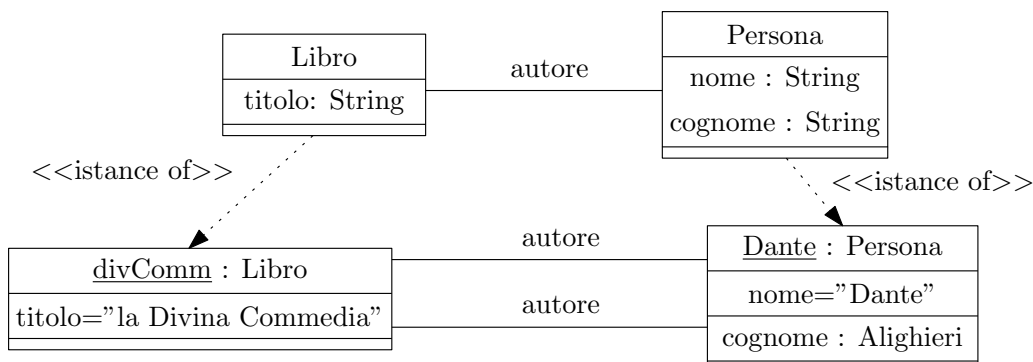 Libro
titolo: String
autore
Persona
nome : String
cognome : String
<<istance of>>
<<istance of>>
divComm : Libro
titolo=”la Divina Commedia”
autore
autore
Dante : Persona
nome=”Dante”
cognome : Alighieri